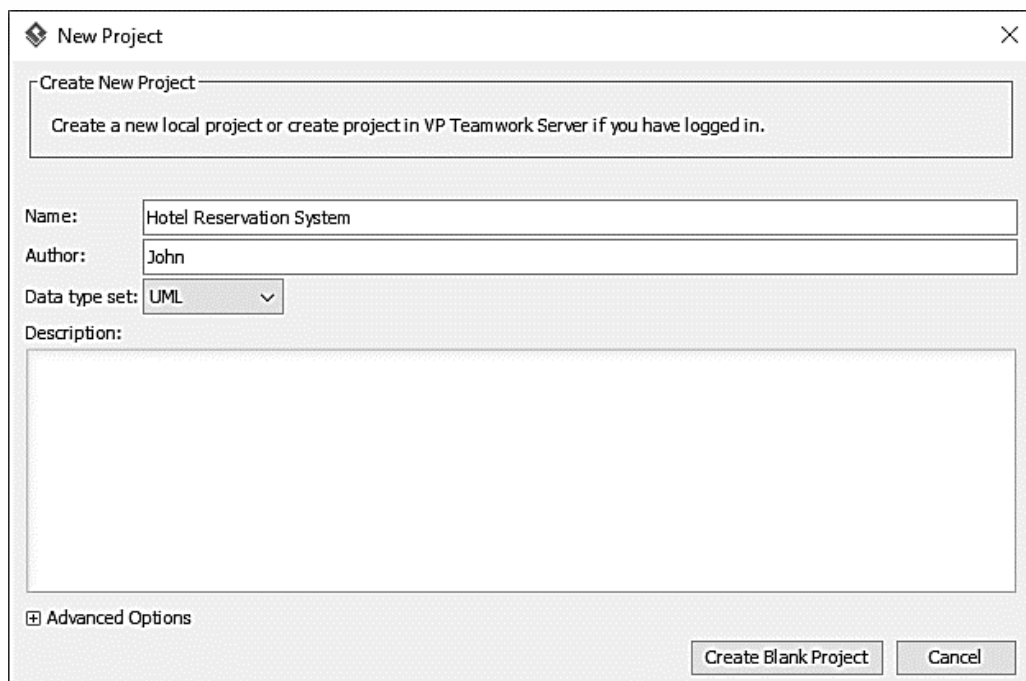 New Project
Create New Project
Create a new local project or create project in VP Teamwork Server if you have logged in.
Name: Hotel Reservation System
Author: John
Data type set: UML
Description:
Advanced Options
Create Blank Project Cancel